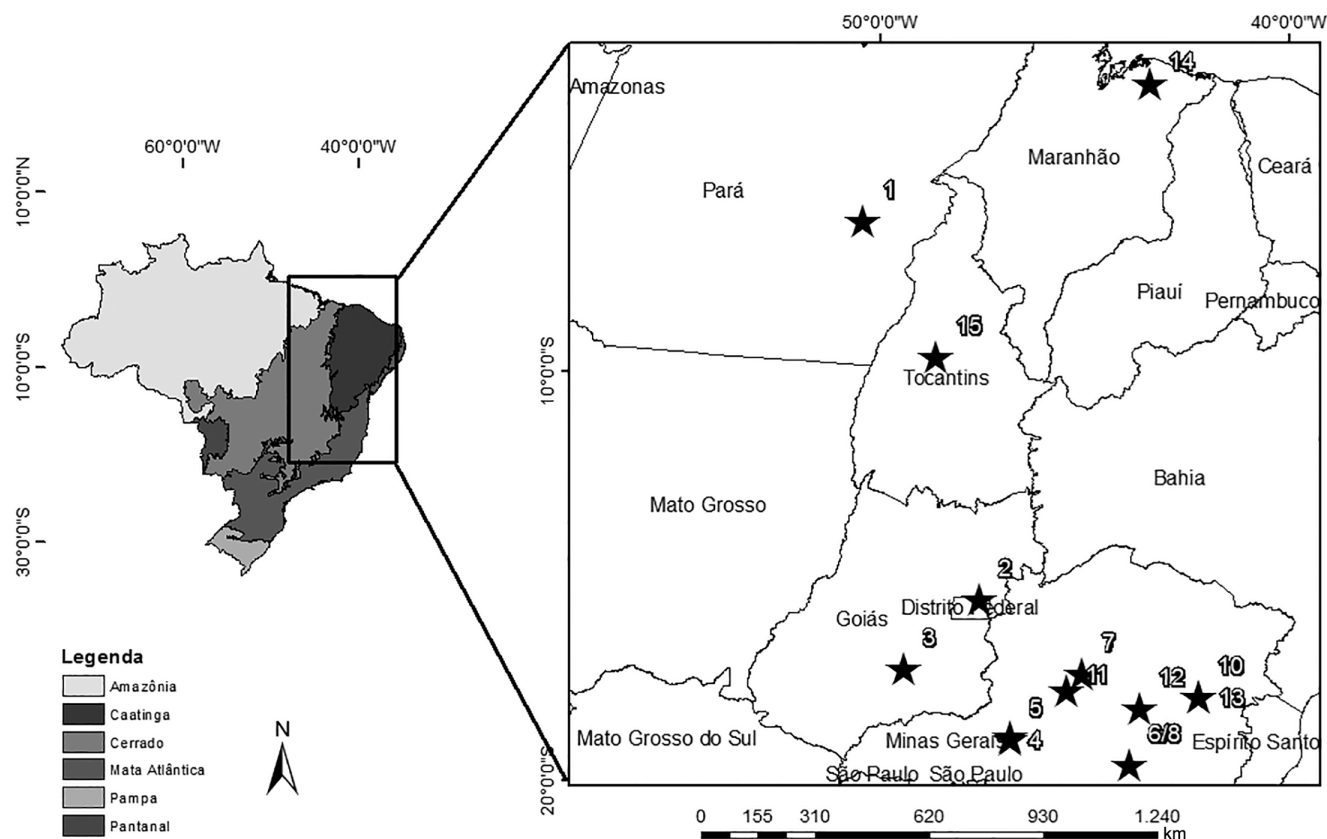 50°0'0"W
40°0'0"W
14
Amazonas
Maranhão
Ceará
Pará
1
Piauí
Pernambuco
15
Tocantins
10°0'0"S
Bahia
Mato Grosso
2
Distrito Federal
Goiás
3
7
11
12
10
13
5
4
6/8
Mato Grosso do Sul
Minas Gerais
Espírito Santo
São Paulo
São Paulo
20°0'0"S
60°0'0"W
40°0'0"W
10°0'0"N
10°0'0"S
30°0'0"S
Legenda
Amazônia
Caatinga
Cerrado
Mata Atlântica
Pampa
Pantanal
N
0 155 310 620 930 1.240
km